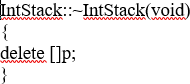 IntStack::~IntStack(void)
{
delete []p;
}